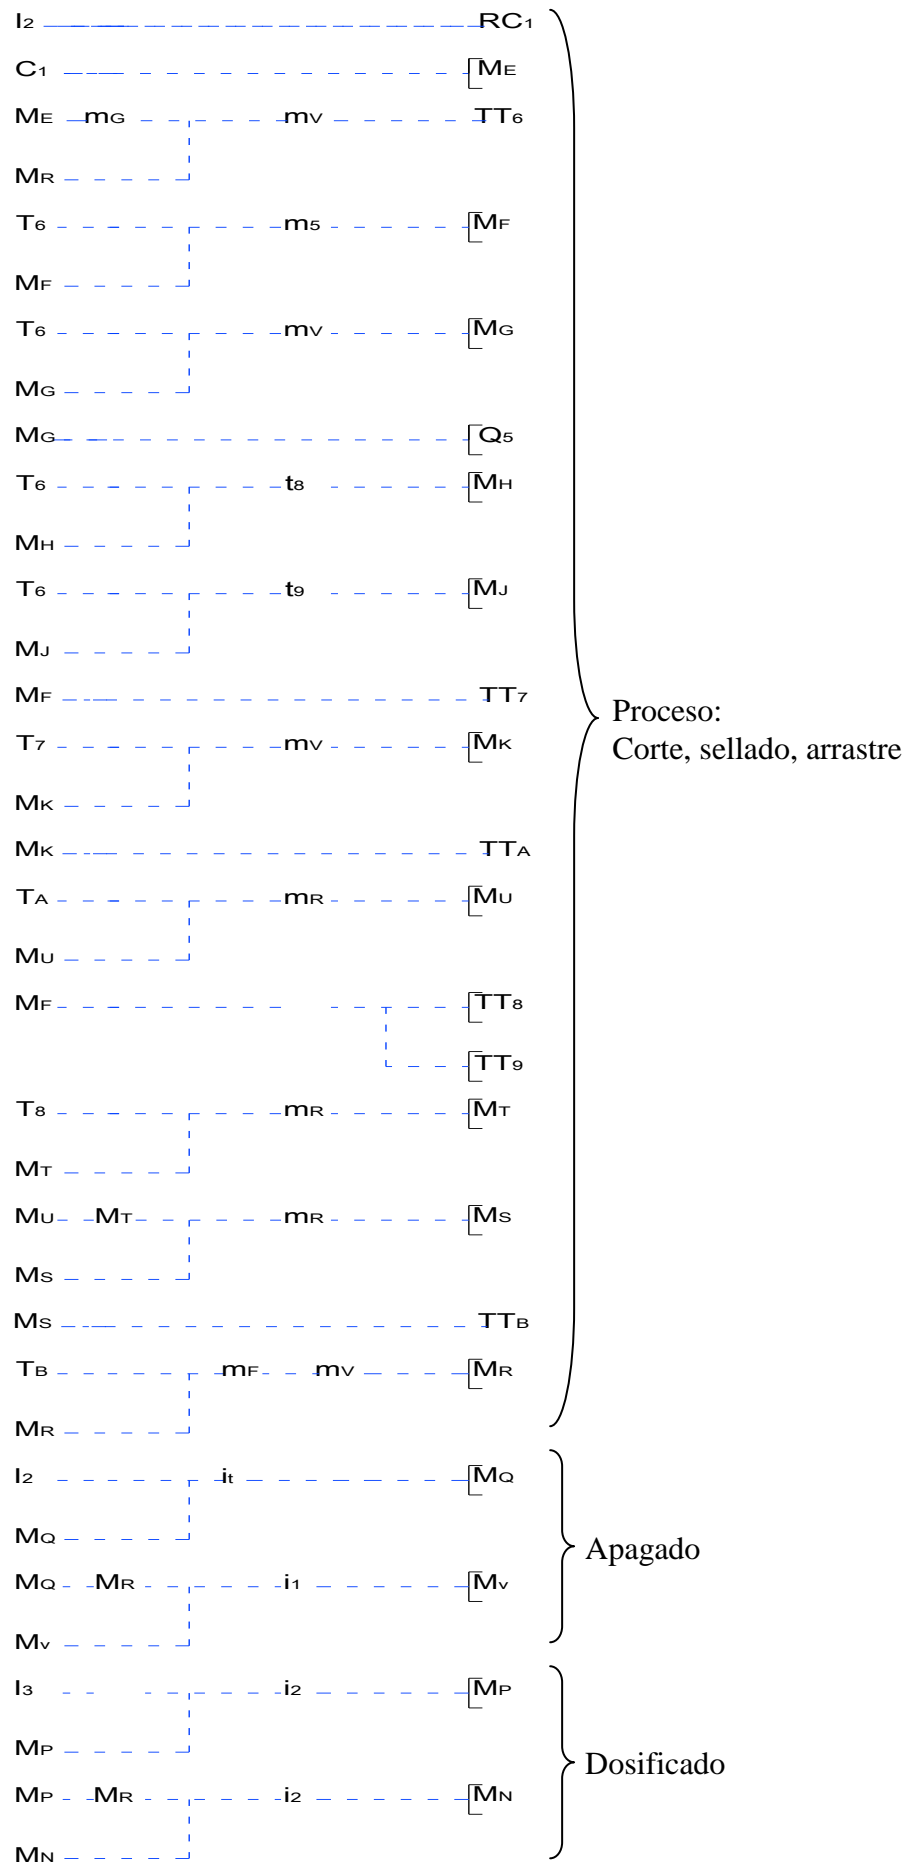 I2 RC1
C1 [ME
ME mG mV TT6
MR
T6 m5 [MF
MF
T6 mV [MG
MG
MG [Q5
T6 t8 [MH
MH
T6 t9 [MJ
MJ
MF TT7
Proceso:
Corte, sellado, arrastre
T7 mV [MK
MK
MK TTA
TA mR [MU
MU
MF [TT8
[TT9
T8 mR [MT
MT
MU MT mR [MS
MS
MS TTB
TB mF mV [MR
MR
I2 it [MQ
MQ
Apagado
MQ MR i1 [Mv
Mv
I3 i2 [MP
MP
Dosificado
MP MR i2 [MN
MN